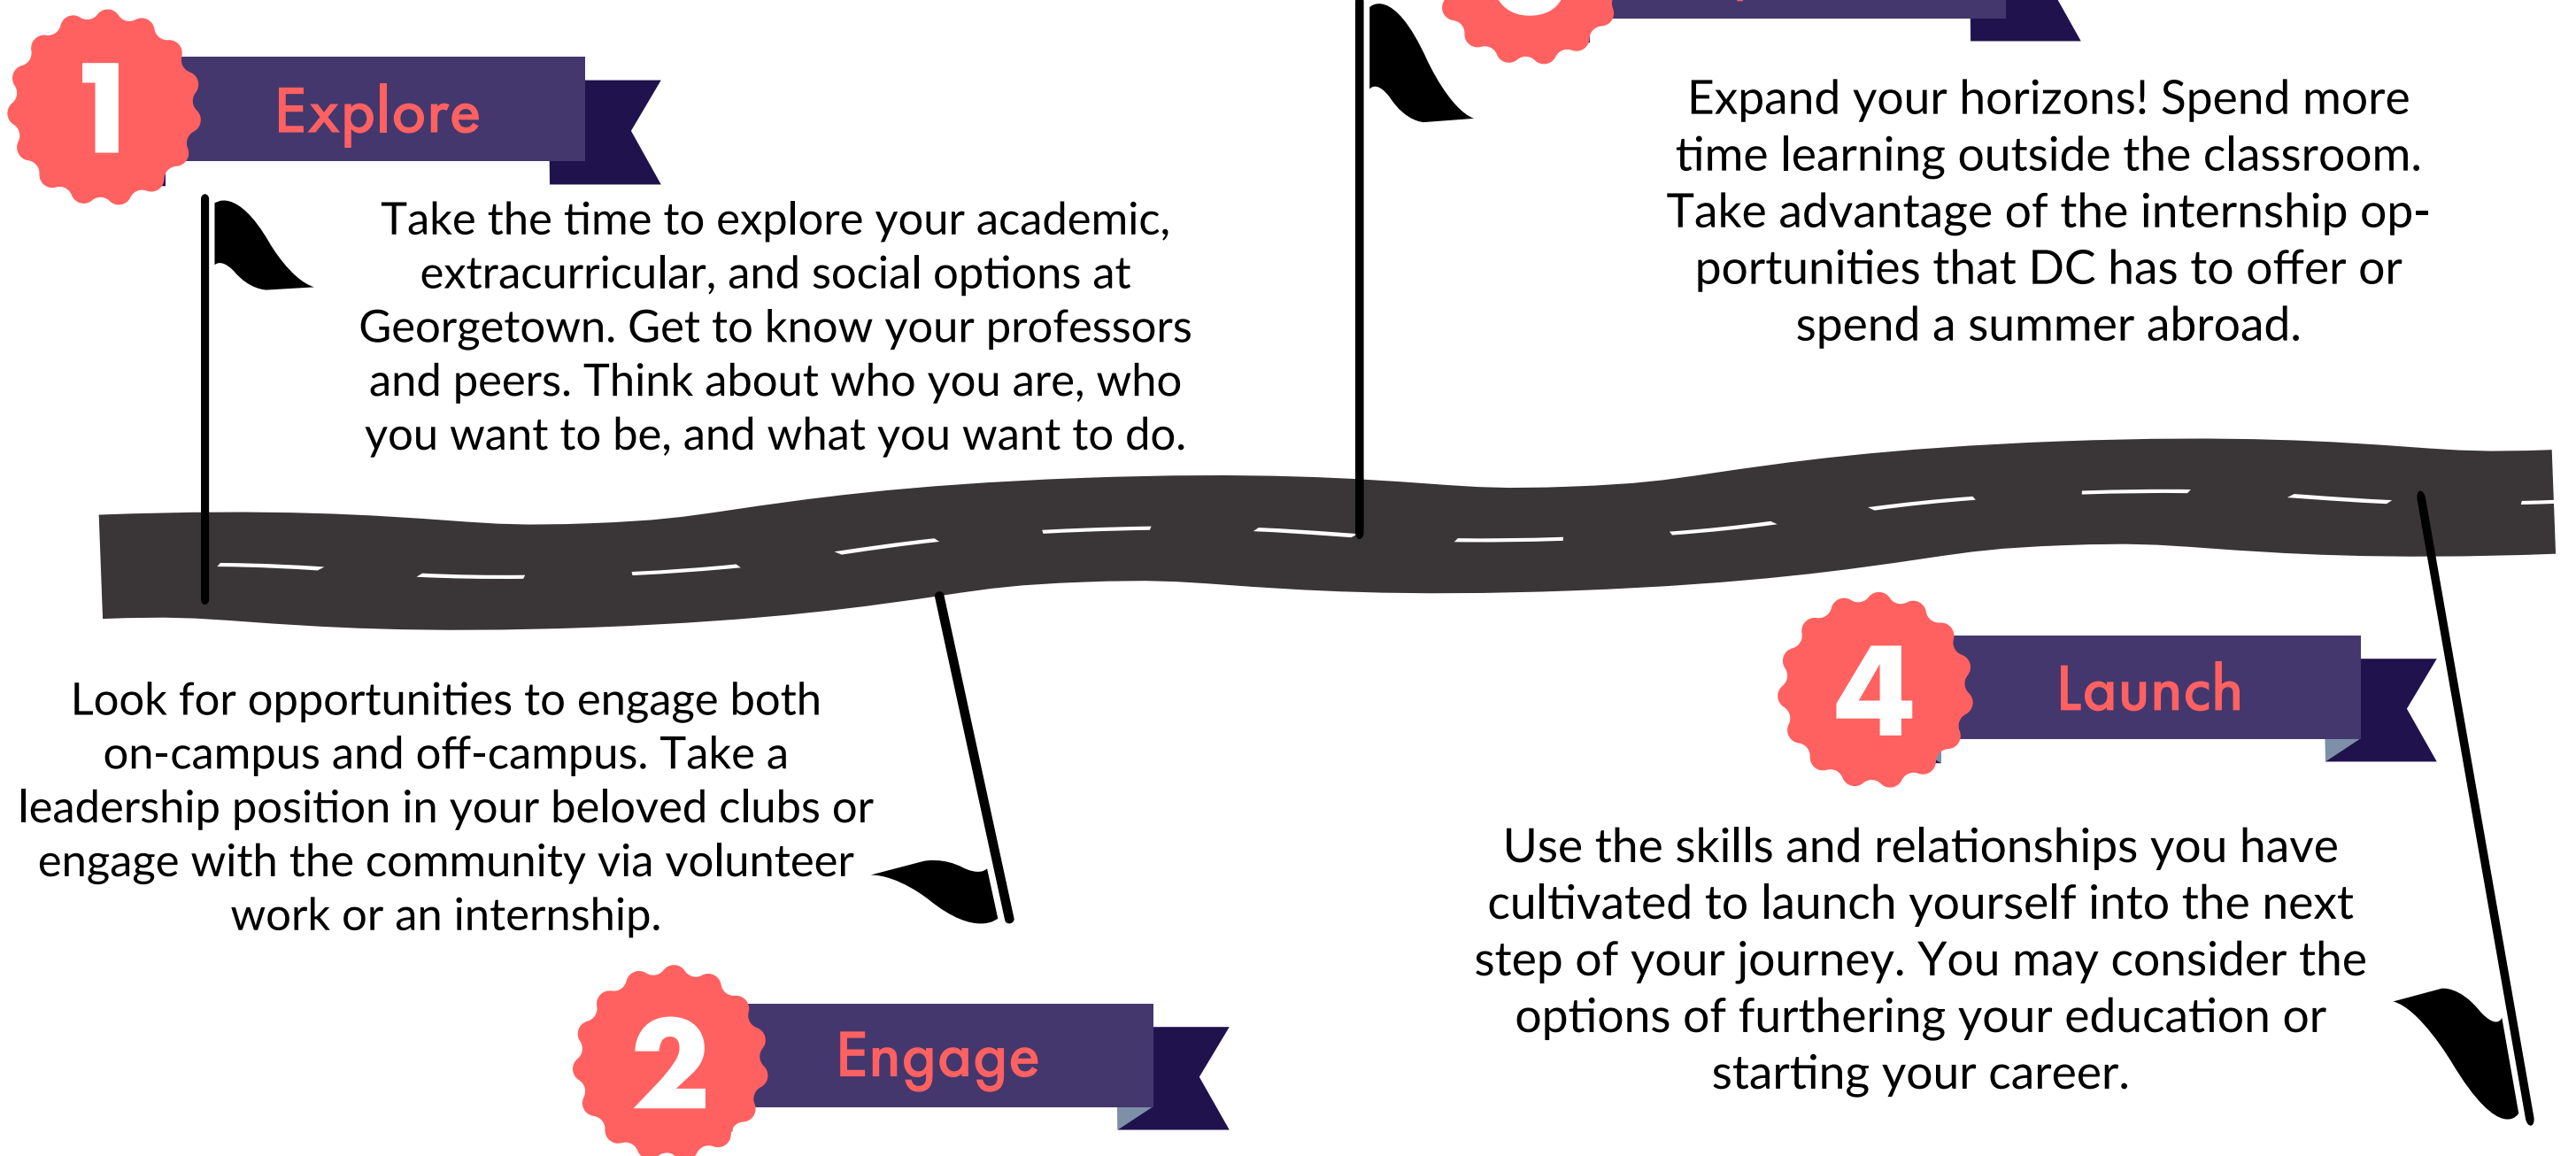 1
Explore
Take the time to explore your academic,
extracurricular, and social options at
Georgetown. Get to know your professors
and peers. Think about who you are, who
you want to be, and what you want to do.
Look for opportunities to engage both
on-campus and off-campus. Take a
leadership position in your beloved clubs or
engage with the community via volunteer
work or an internship.
2
Engage
Expand your horizons! Spend more
time learning outside the classroom.
Take advantage of the internship op-
portunities that DC has to offer or
spend a summer abroad.
4
Launch
Use the skills and relationships you have
cultivated to launch yourself into the next
step of your journey. You may consider the
options of furthering your education or
starting your career.